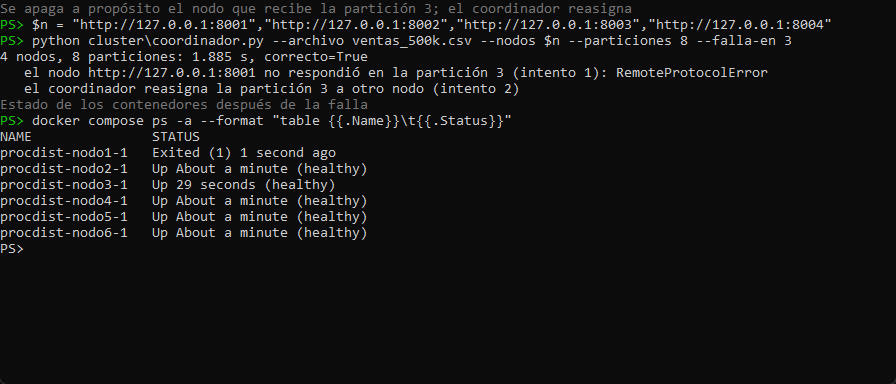 Se apaga a propósito el nodo que recibe la partición 3; el coordinador reasigna
PS> $n = "http://127.0.0.1:8001","http://127.0.0.1:8002","http://127.0.0.1:8003","http://127.0.0.1:8004"
PS> python cluster\coordinador.py --archivo ventas_500k.csv --nodos $n --particiones 8 --falla-en 3
4 nodos, 8 particiones: 1.885 s, correcto=True
   el nodo http://127.0.0.1:8001 no respondió en la partición 3 (intento 1): RemoteProtocolError
   el coordinador reasigna la partición 3 a otro nodo (intento 2)
Estado de los contenedores después de la falla
PS> docker compose ps -a --format "table {{.Name}}\t{{.Status}}"
NAME               STATUS
procdist-nodo1-1   Exited (1) 1 second ago
procdist-nodo2-1   Up About a minute (healthy)
procdist-nodo3-1   Up 29 seconds (healthy)
procdist-nodo4-1   Up About a minute (healthy)
procdist-nodo5-1   Up About a minute (healthy)
procdist-nodo6-1   Up About a minute (healthy)
PS>